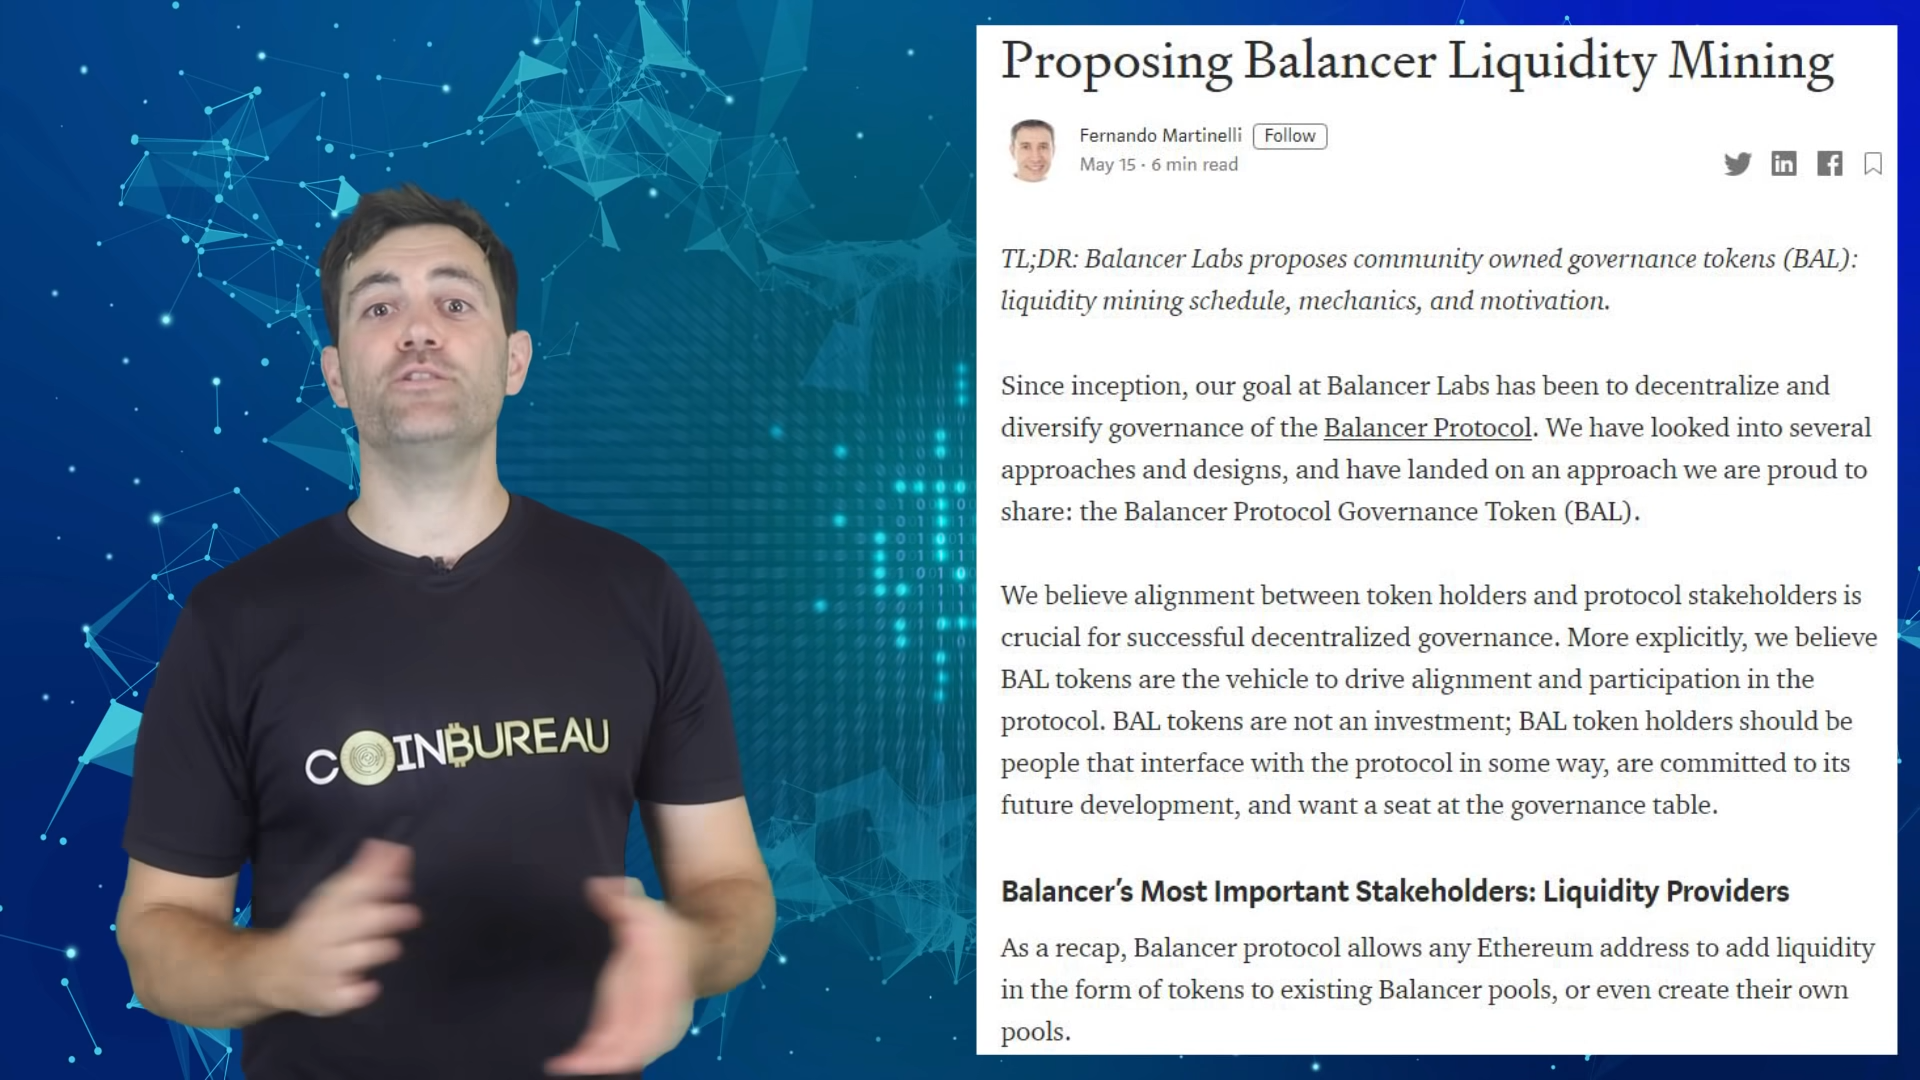 Proposing Balancer Liquidity Mining
Fernando Martinelli Follow
May 15 · 6 min read
TL;DR: Balancer Labs proposes community owned governance tokens (BAL):
liquidity mining schedule, mechanics, and motivation.
Since inception, our goal at Balancer Labs has been to decentralize and
diversify governance of the Balancer Protocol. We have looked into several
approaches and designs, and have landed on an approach we are proud to
share: the Balancer Protocol Governance Token (BAL).
We believe alignment between token holders and protocol stakeholders is
crucial for successful decentralized governance. More explicitly, we believe
BAL tokens are the vehicle to drive alignment and participation in the
protocol. BAL tokens are not an investment; BAL token holders should be
people that interface with the protocol in some way, are committed to its
future development, and want a seat at the governance table.
Balancer’s Most Important Stakeholders: Liquidity Providers
As a recap, Balancer protocol allows any Ethereum address to add liquidity
in the form of tokens to existing Balancer pools, or even create their own
pools.
COINBUREAU